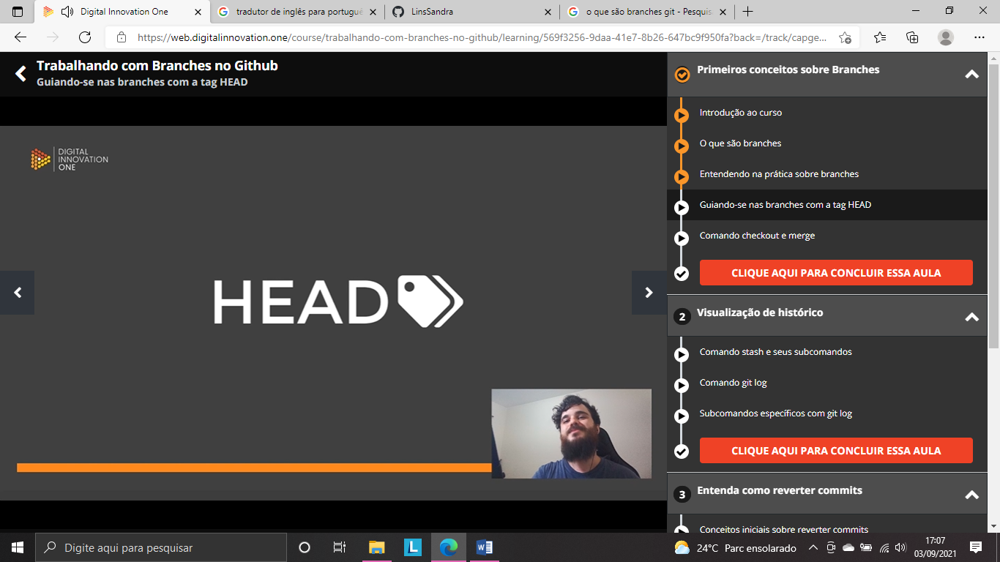 Digital Innovation One
tradutor de inglês para portuguê
LinsSandra
o que são branches git - Pesquis
https://web.digitalinnovation.one/course/trabalhando-com-branches-no-github/learning/569f3256-9daa-41e7-8b26-647bc9f950fa?back=/track/capge...
Trabalhando com Branches no Github
Guiando-se nas branches com a tag HEAD
DIGITAL
INNOVATION
ONE
HEAD
Primeiros conceitos sobre Branches
Introdução ao curso
O que são branches
Entendendo na prática sobre branches
Guiando-se nas branches com a tag HEAD
Comando checkout e merge
CLIQUE AQUI PARA CONCLUIR ESSA AULA
2 Visualização de histórico
Comando stash e seus subcomandos
Comando git log
Subcomandos específicos com git log
CLIQUE AQUI PARA CONCLUIR ESSA AULA
3 Entenda como reverter commits
Conceitos iniciais sobre reverter commits
Digite aqui para pesquisar
L
W
24°C Parc ensolarado
17:07
03/09/2021